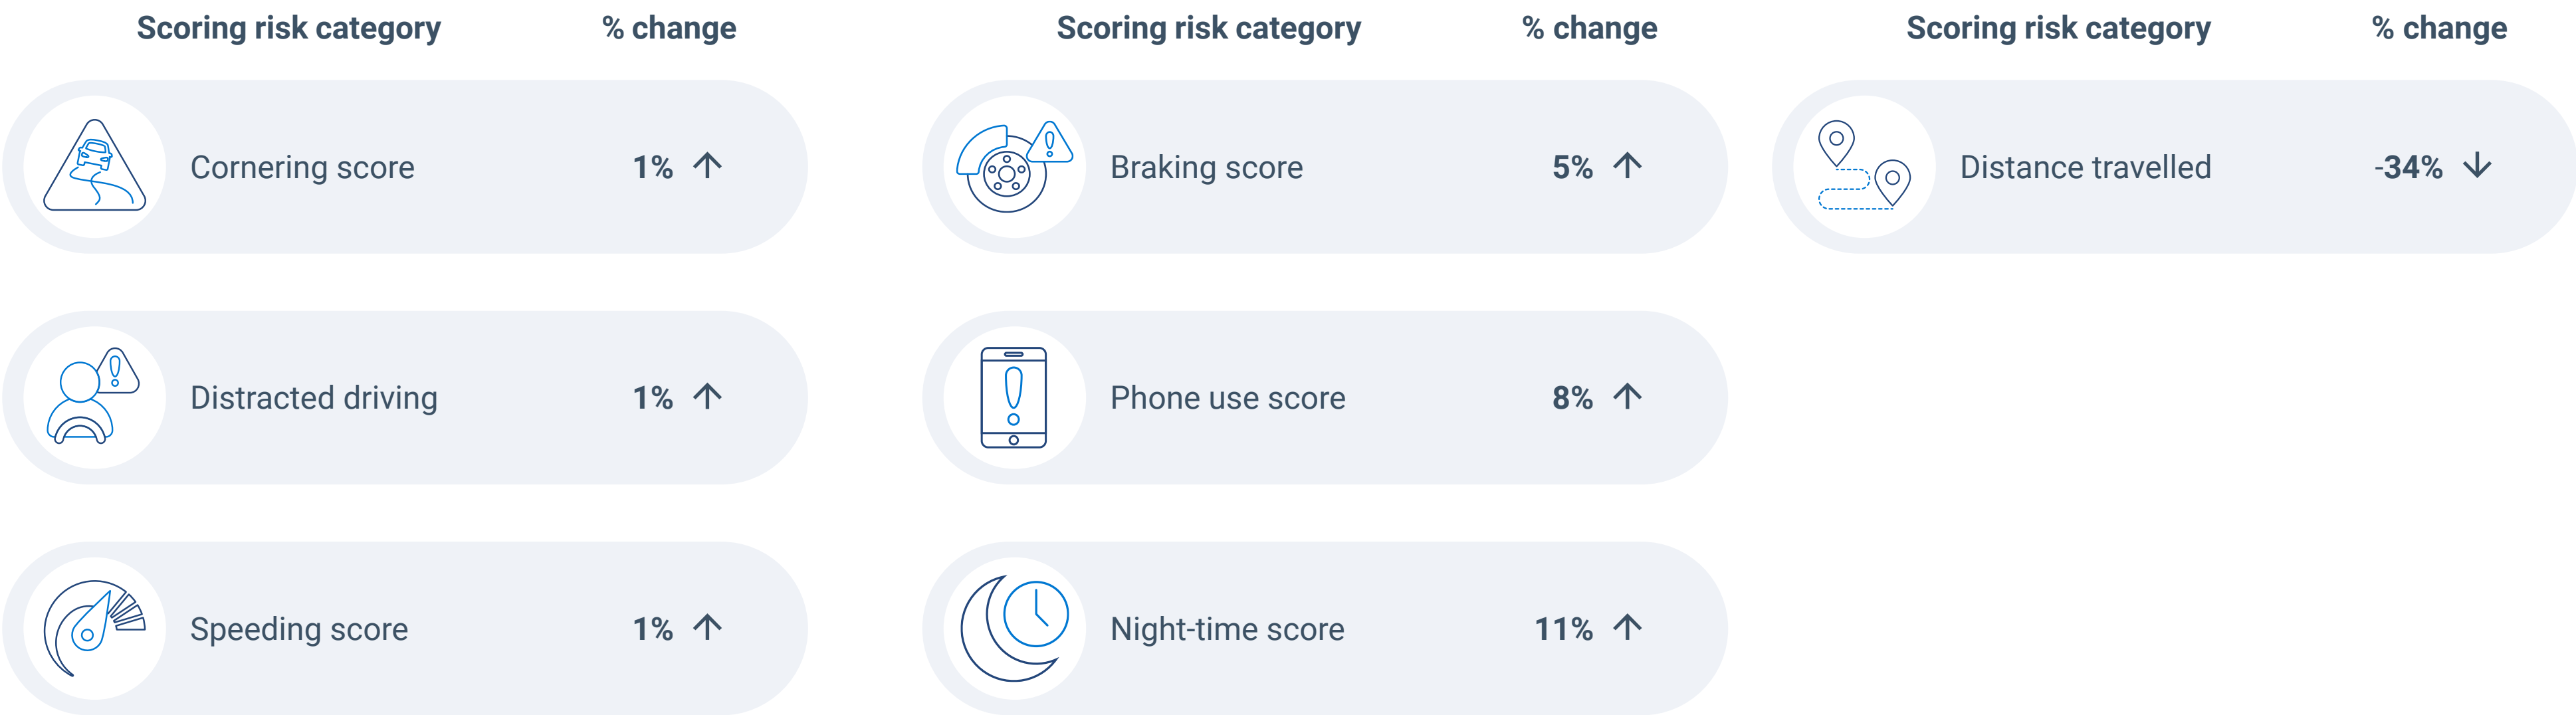 Scoring risk category % change
Cornering score 1% ↑
Distracted driving 1% ↑
Speeding score 1% ↑
Scoring risk category % change
Braking score 5% ↑
Phone use score 8% ↑
Night-time score 11% ↑
Scoring risk category % change
Distance travelled -34% ↓